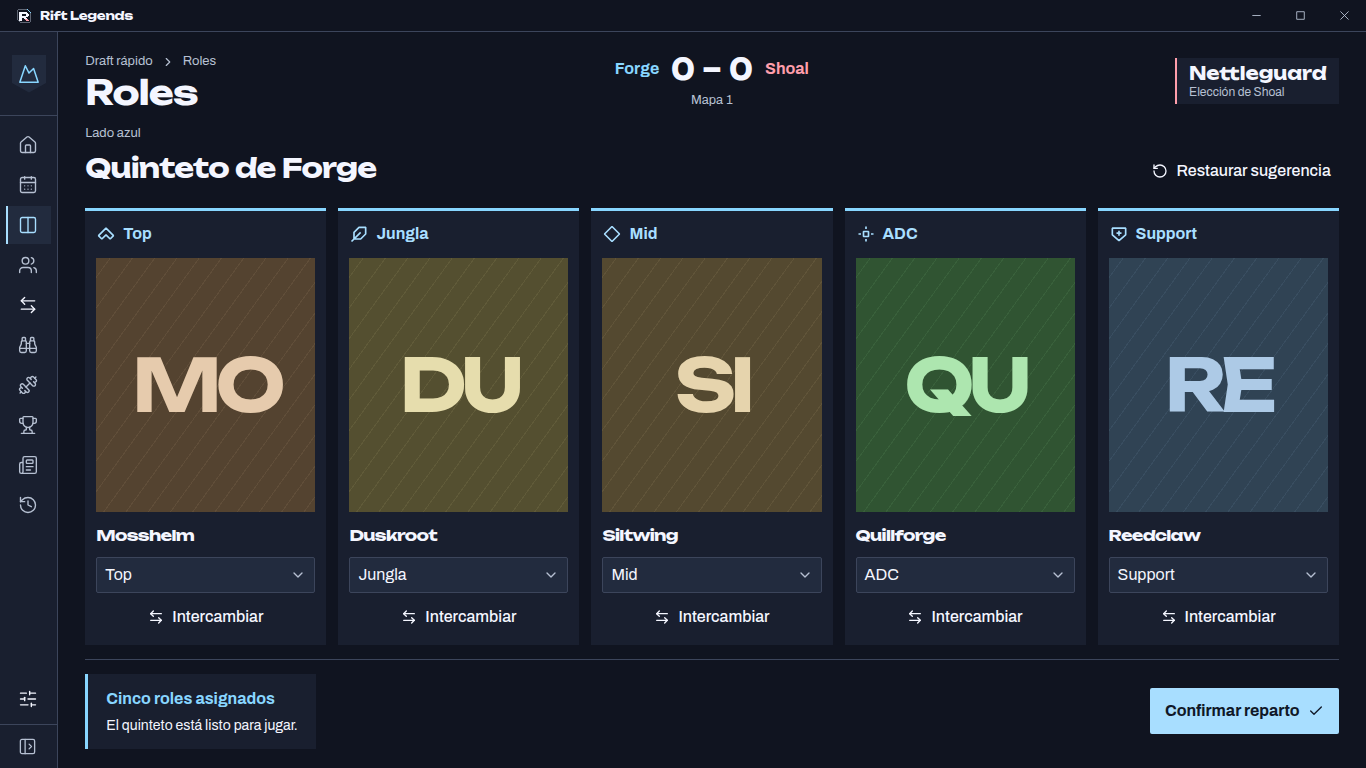 Rift Legends
Draft rápido > Roles
Roles
Forge 0 – 0 Shoal
Mapa 1
Nettleguard
Elección de Shoal
Lado azul
Quinteto de Forge
Restaurar sugerencia
Top
Jungla
Mid
ADC
Support
MO
DU
SI
QU
RE
Mosshelm
Duskroot
Siltwing
Quillforge
Reedclaw
Top
Jungla
Mid
ADC
Support
Intercambiar
Intercambiar
Intercambiar
Intercambiar
Intercambiar
Cinco roles asignados
El quinteto está listo para jugar.
Confirmar reparto